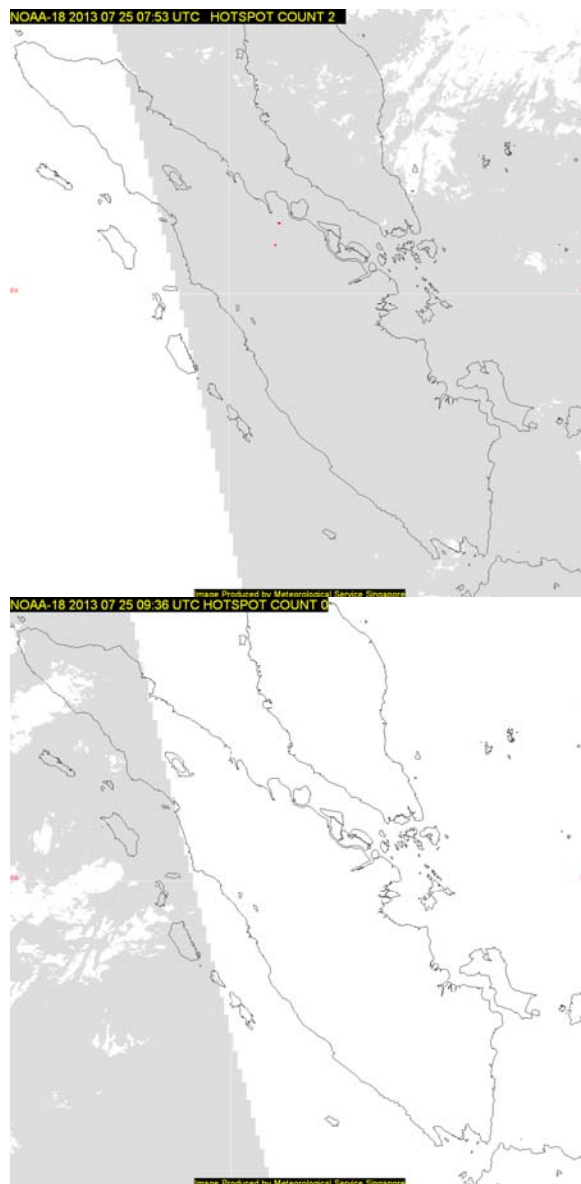 NOAA-18 2013 07 25 07:53 UTC HOTSPOT COUNT 2
Image Produced by Meteorological Service Singapore
NOAA-18 2013 07 25 09:36 UTC HOTSPOT COUNT 0
Image Produced by Meteorological Service Singapore